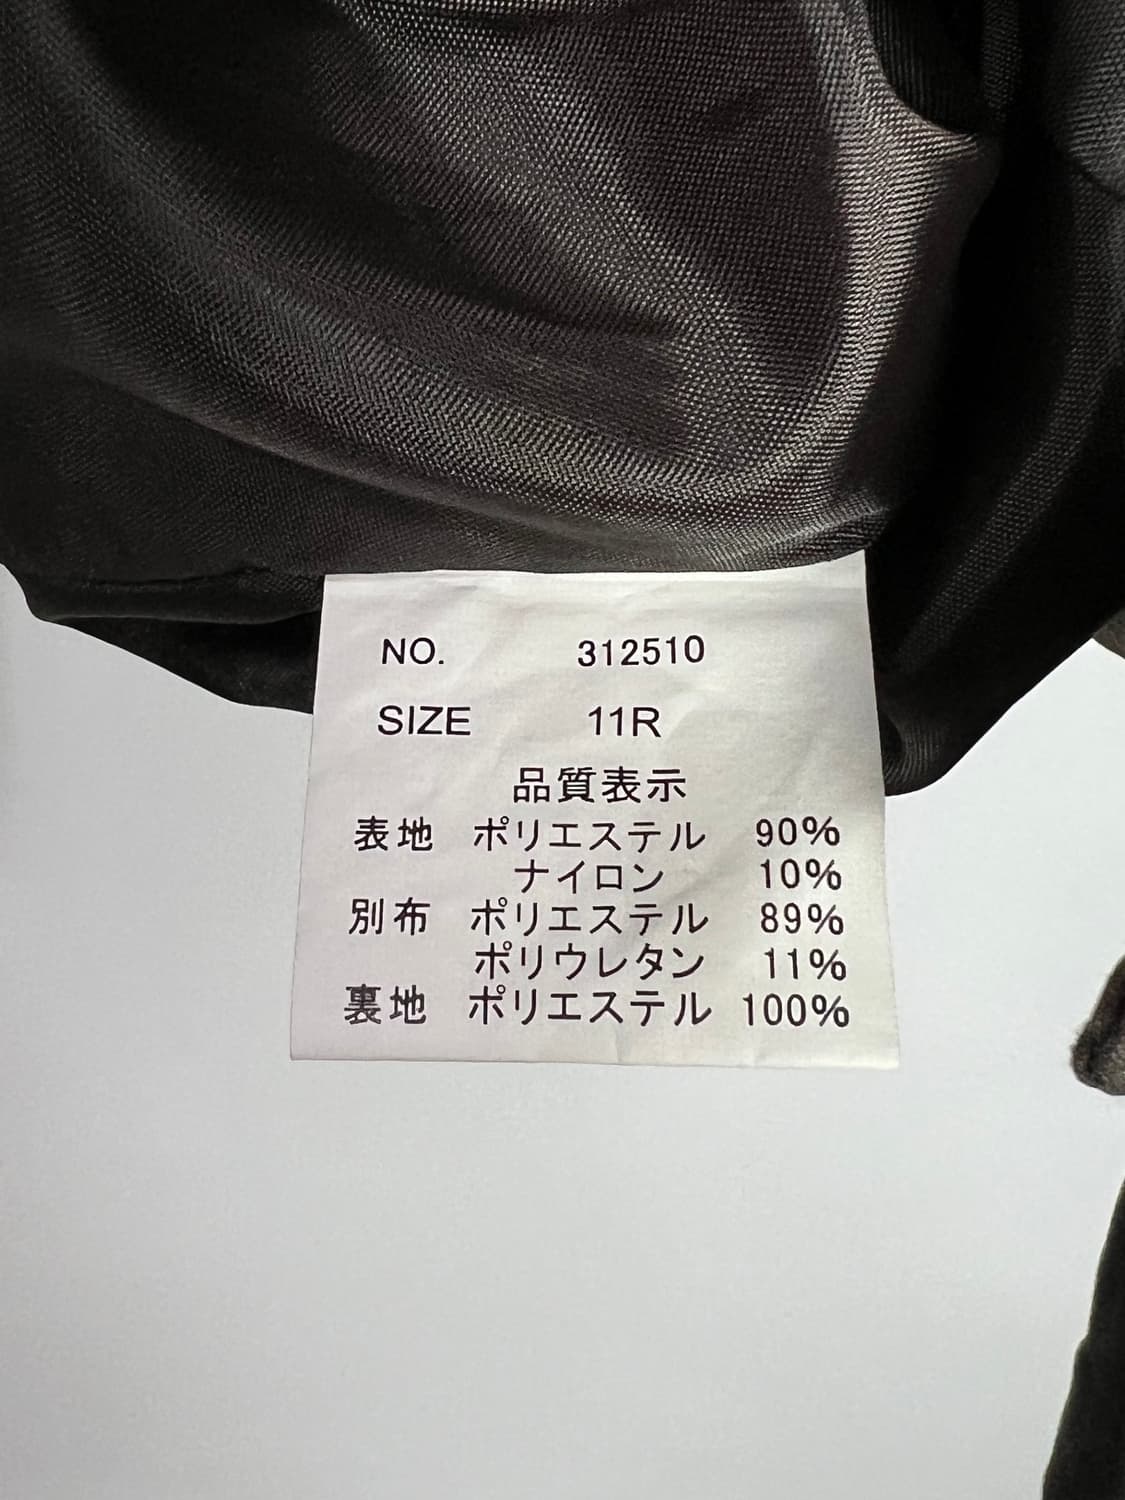 NO. 312510
SIZE 11R
品質表示
表地 ポリエステル 90%
ナイロン 10%
別布 ポリエステル 89%
ポリウレタン 11%
裏地 ポリエステル 100%